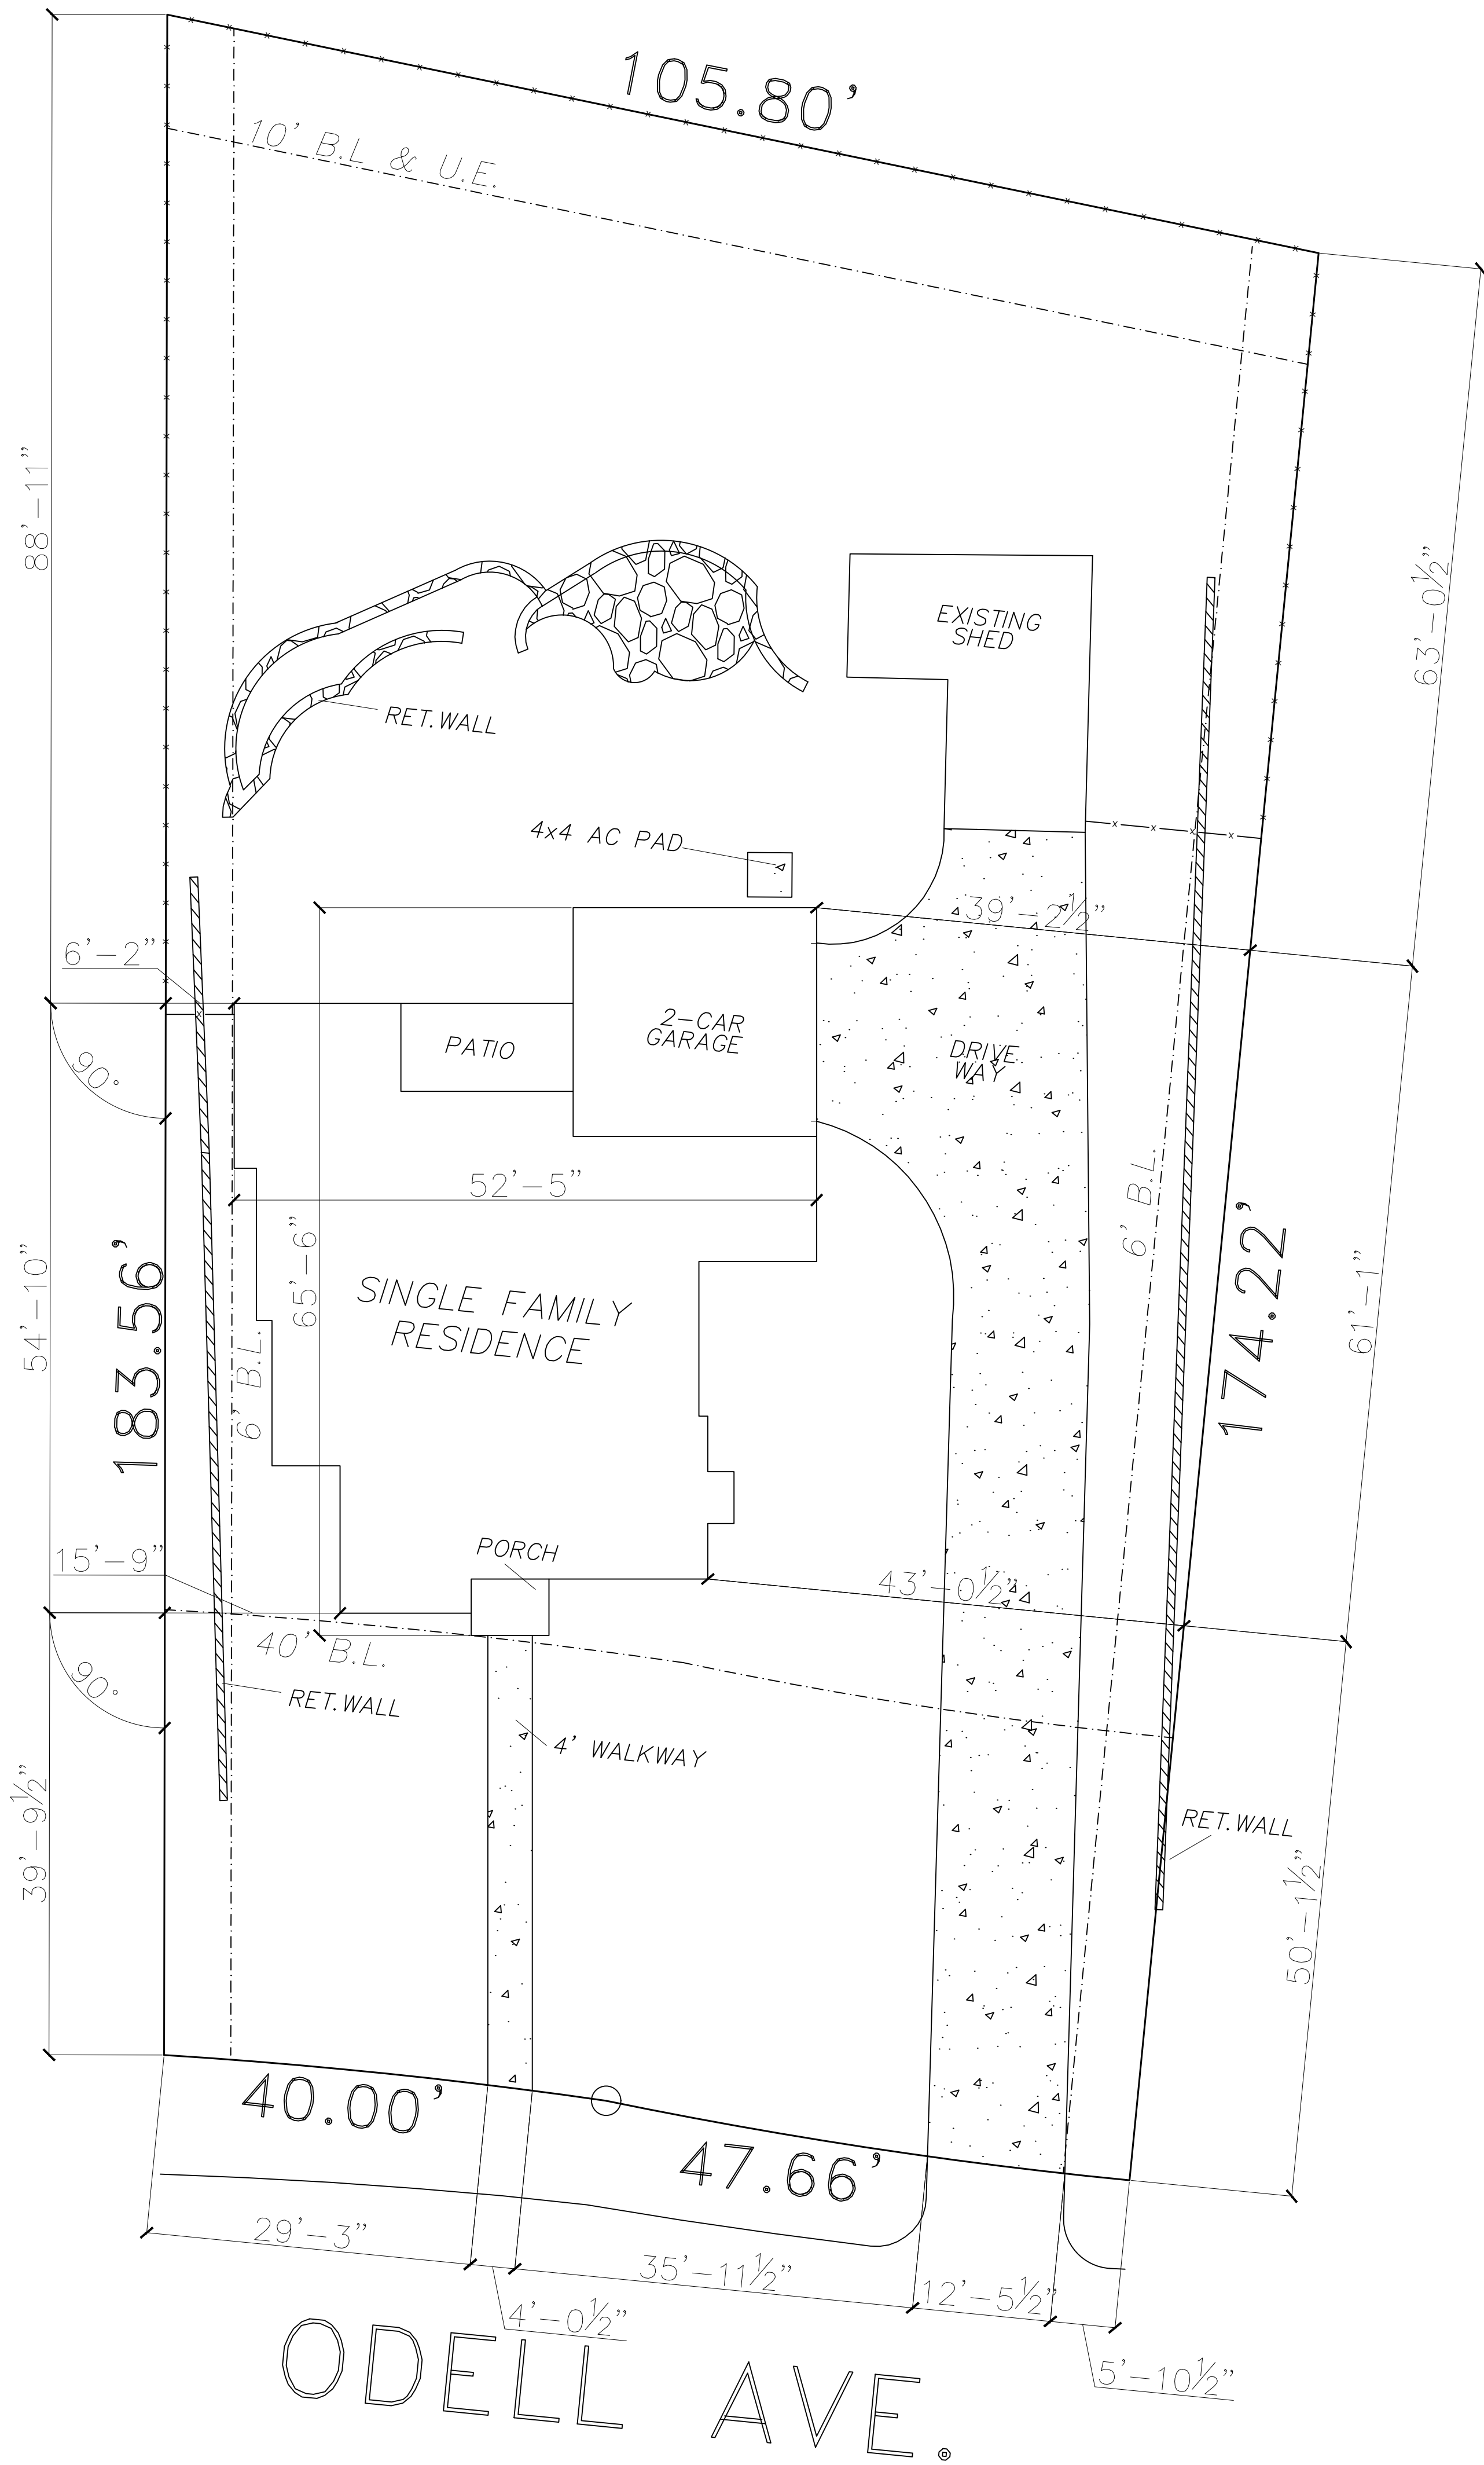 105.80'
10' B.L & U.E.
88'-11"
63'-0½"
EXISTING
SHED
RET.WALL
4x4 AC PAD
39'-2½"
6'-2"
2-CAR
GARAGE
PATIO
DRIVE
WAY
90°
52'-5"
6' B.L.
174.22'
183.56'
54'-10"
65'-6"
61'-1"
SINGLE FAMILY
RESIDENCE
6' B.L.
PORCH
15'-9"
43'-0½"
40' B.L.
90°
RET.WALL
4' WALKWAY
39'-9½"
RET.WALL
50'-1½"
40.00'
47.66'
29'-3"
35'-11½"
12'-5½"
4'-0½"
5'-10½"
ODELL AVE.